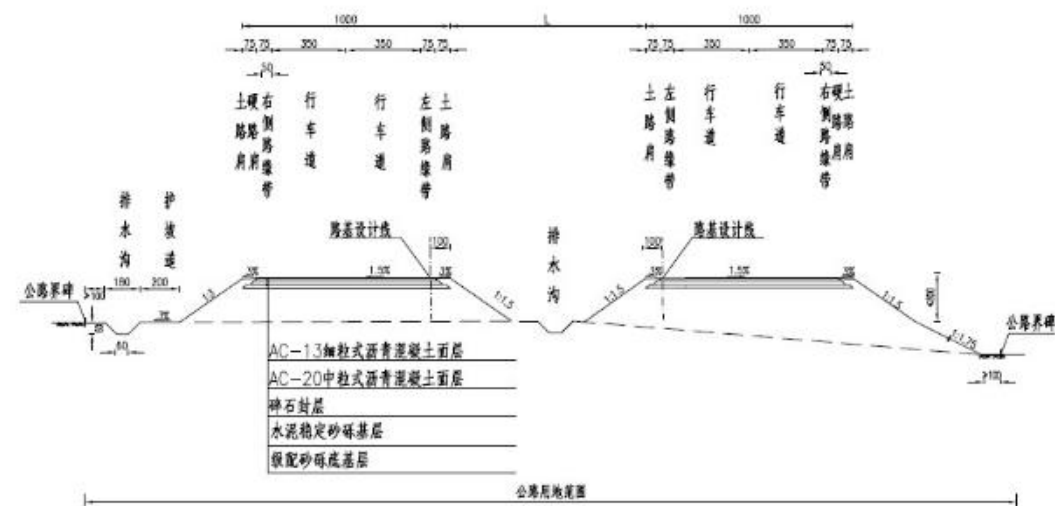 1000 L 1000
75 75 350 350 75 75 75 75 350 350 75 75
50 50
土路肩
硬路肩
右侧路缘带
行车道
行车道
左侧路缘带
土路肩
土路肩
左侧路缘带
行车道
行车道
右侧路缘带
硬路肩
土路肩
排水沟
护坡道
路基设计线
100
排水沟
100
路基设计线
公路界碑
≥100
180
200
3%
1.5%
3%
3%
1.5%
3%
1:1.5
1:1.5
1:1.5
1:1.75
公路界碑
60
3%
≥100
AC-13细粒式沥青混凝土面层
AC-20中粒式沥青混凝土面层
碎石封层
水泥稳定砂砾基层
级配砂砾底基层
公路用地范围